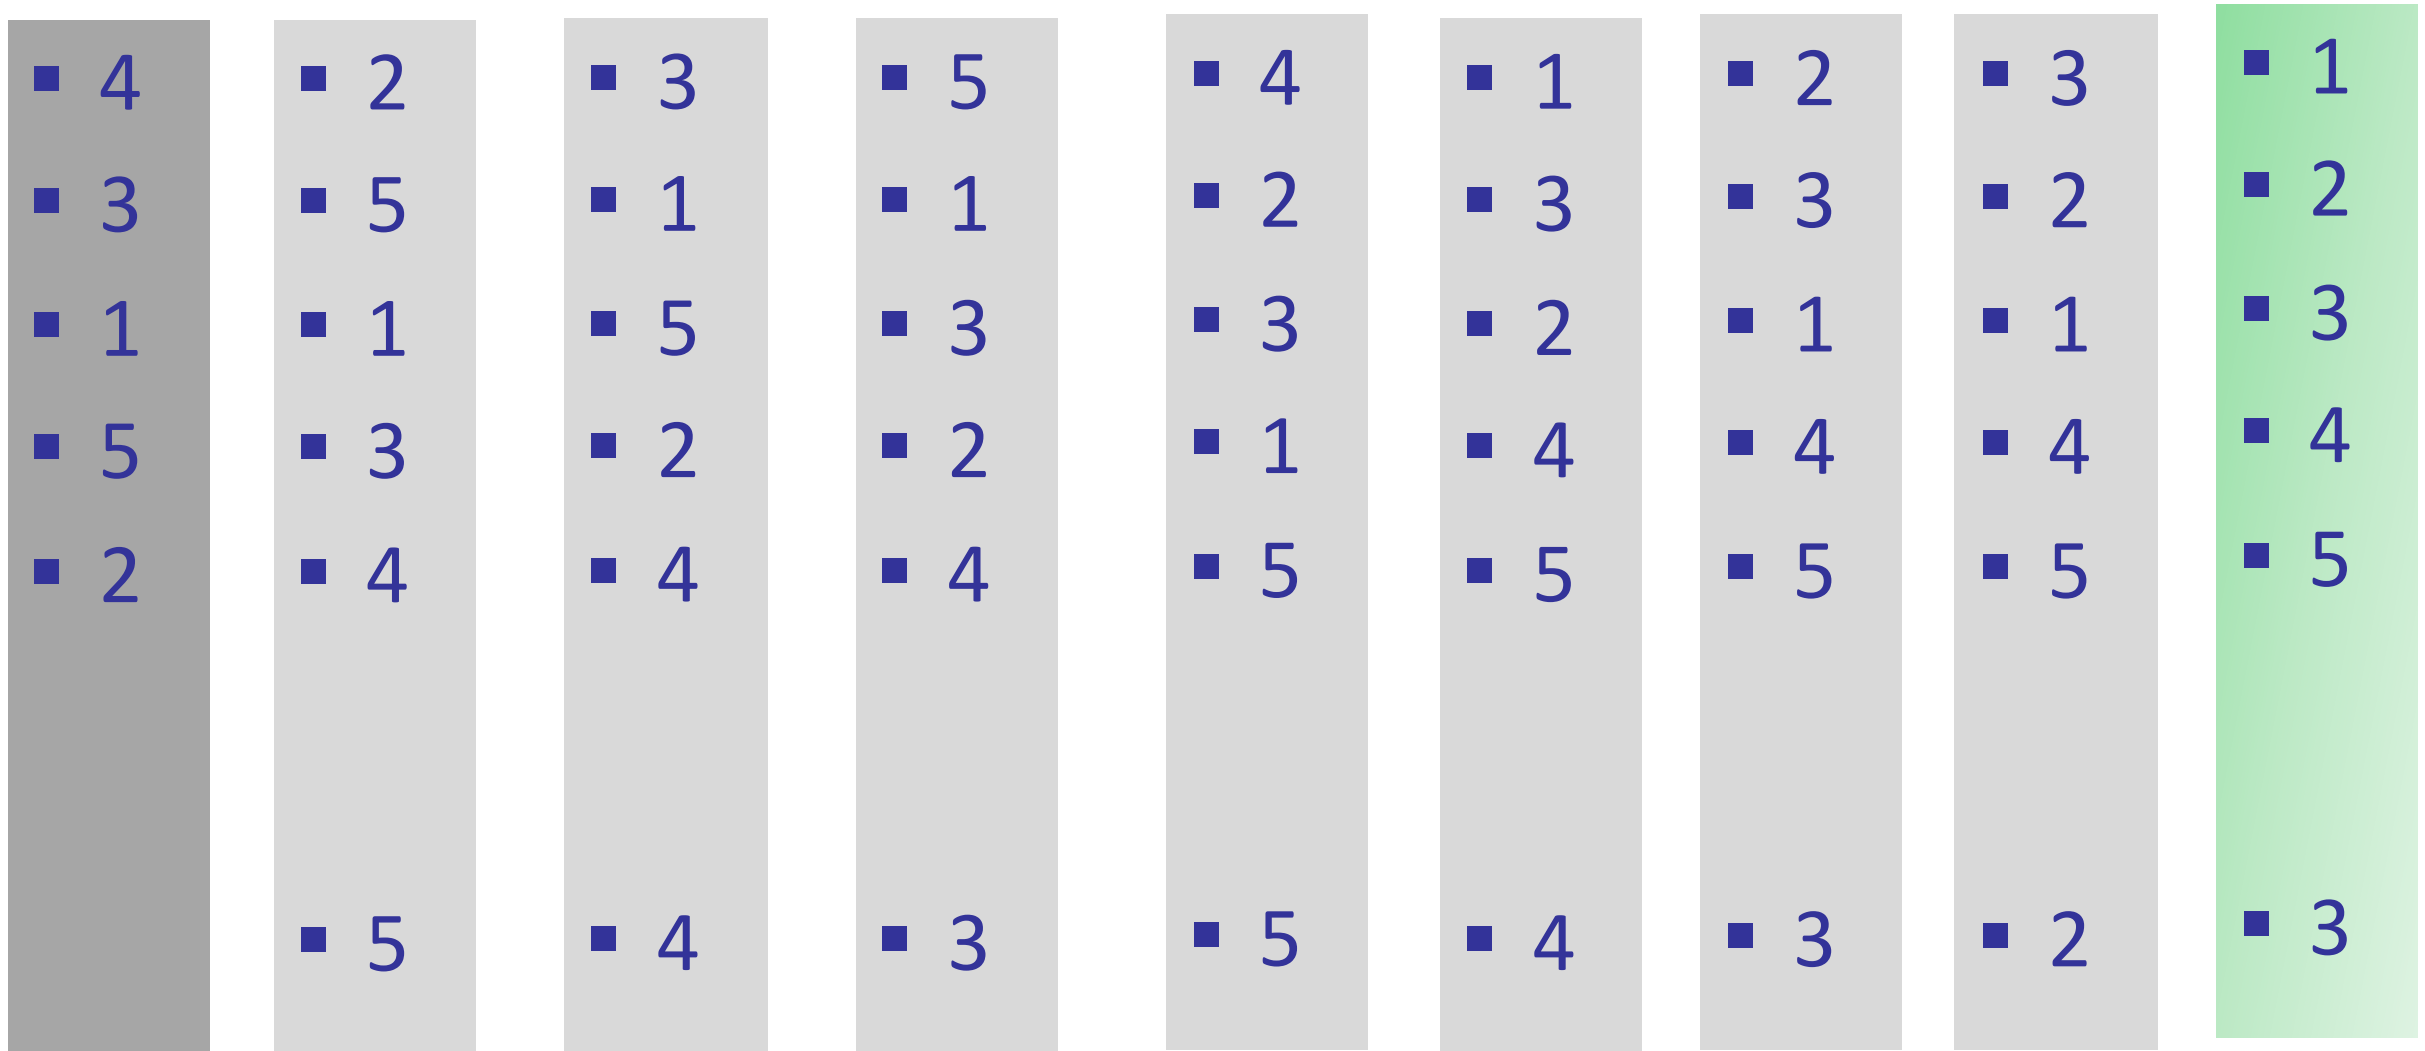 ▪ 4 ▪ 2 ▪ 3 ▪ 5 ▪ 4 ▪ 1 ▪ 2 ▪ 3 ▪ 1
▪ 3 ▪ 5 ▪ 1 ▪ 1 ▪ 2 ▪ 3 ▪ 3 ▪ 2 ▪ 2
▪ 1 ▪ 1 ▪ 5 ▪ 3 ▪ 3 ▪ 2 ▪ 1 ▪ 1 ▪ 3
▪ 5 ▪ 3 ▪ 2 ▪ 2 ▪ 1 ▪ 4 ▪ 4 ▪ 4 ▪ 4
▪ 2 ▪ 4 ▪ 4 ▪ 4 ▪ 5 ▪ 5 ▪ 5 ▪ 5 ▪ 5
▪ 5 ▪ 4 ▪ 3 ▪ 5 ▪ 4 ▪ 3 ▪ 2 ▪ 3